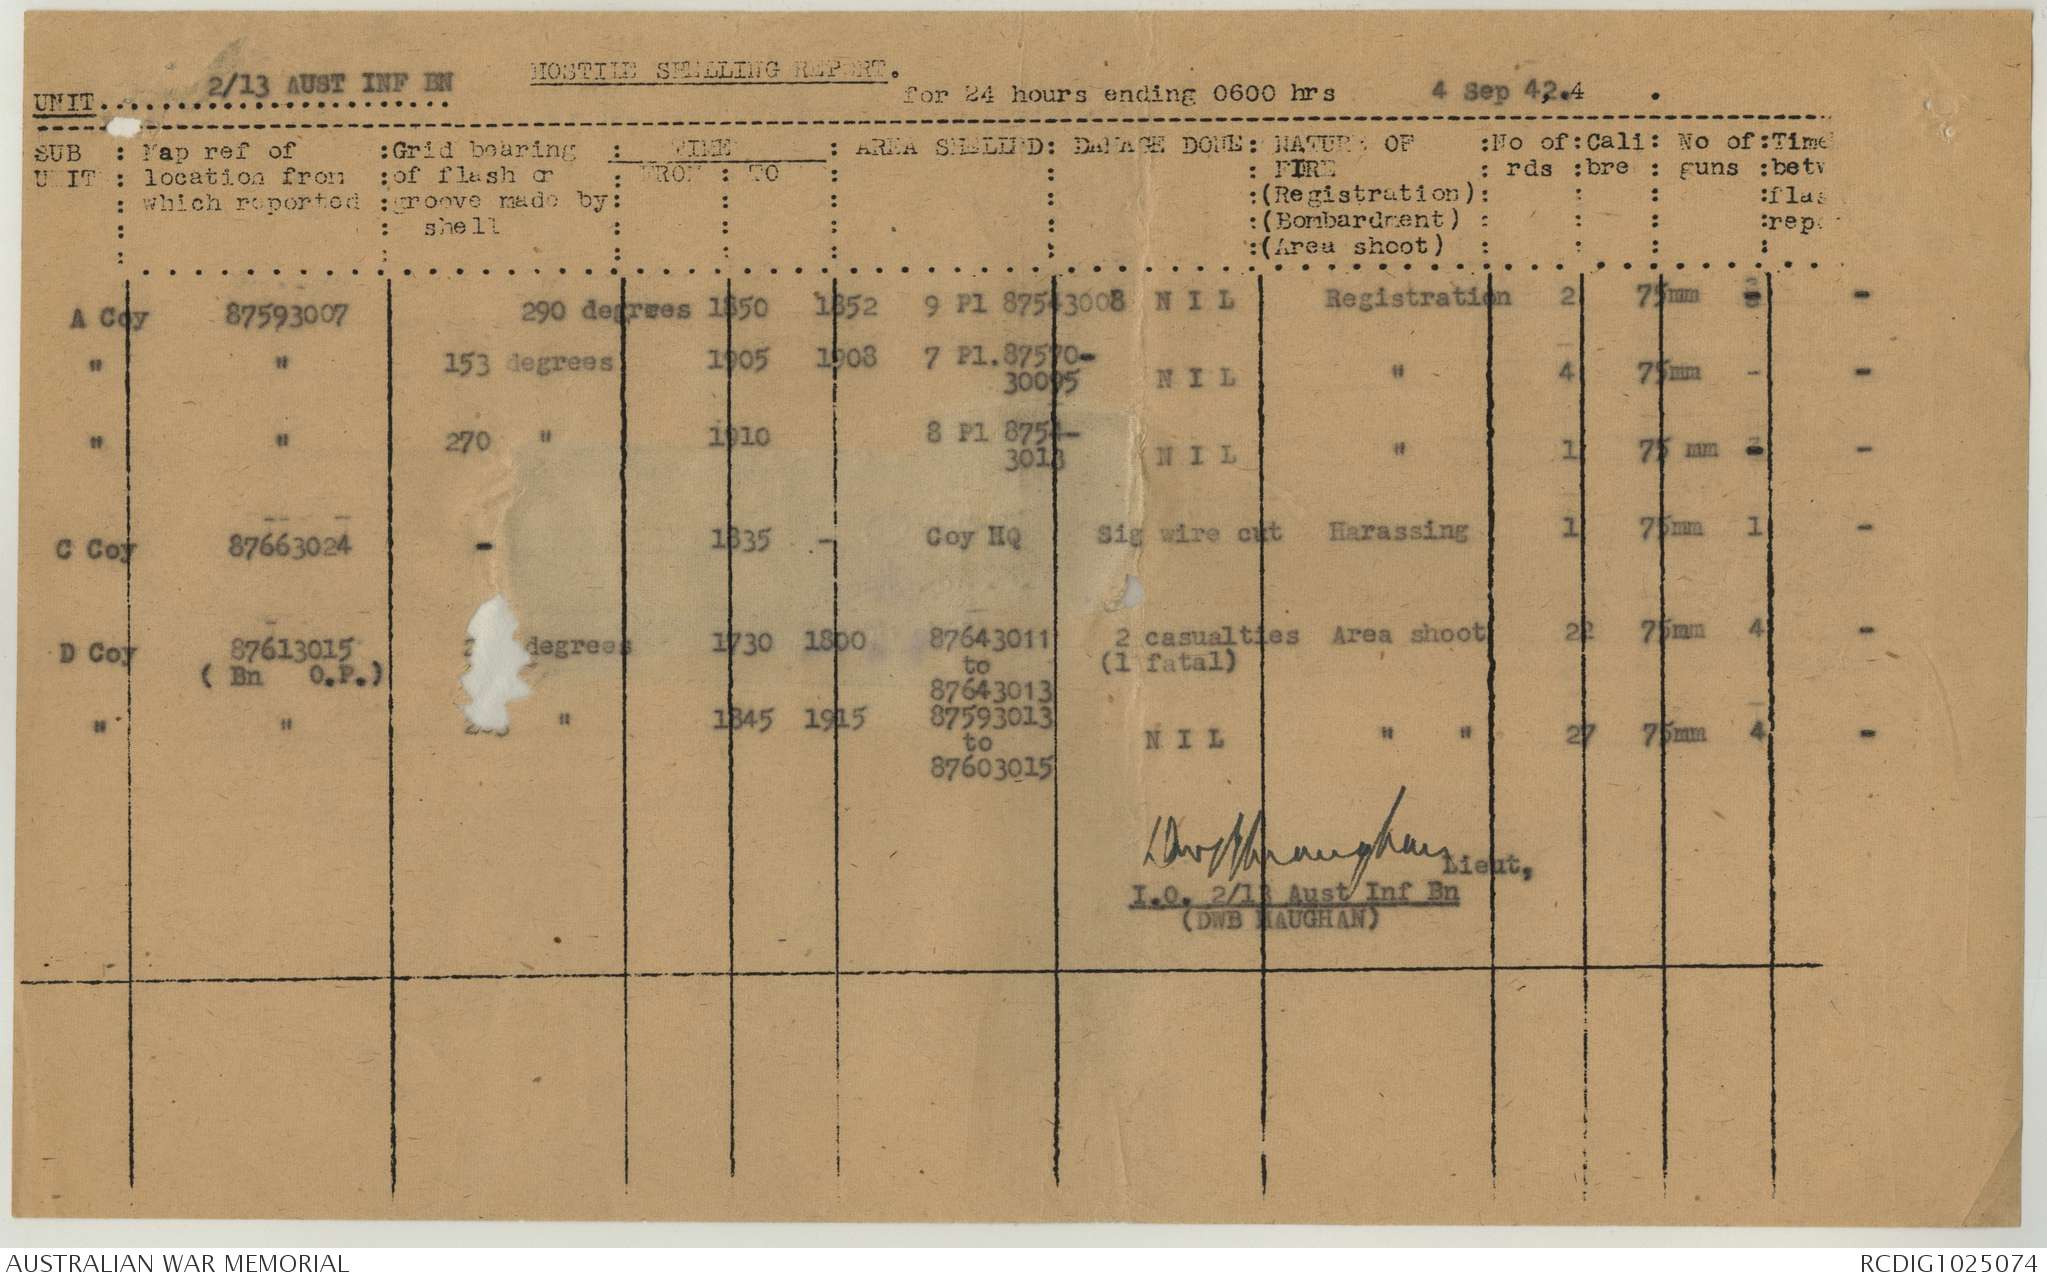 HOSTILE SHELLING REPORT.
UNIT. 2/13 AUST INF BN
for 24 hours ending 0600 hrs 4 Sep 42. 4 .
SUB : Map ref of :Grid bearing : TIME : AREA SHELLED: DAMAGE DONE: NATURE OF :No of:Cali: No of:Time
UNIT : location from :of flash or : FROM : TO : : : FIRE : rds :bre : guns :betw
: which reported :groove made by: : : : :(Registration): : : :flas
: : shell : : : : :(Bombardment) : : : :rep
: : : : : : :(Area shoot) : : : :
A Coy 87593007 290 degrees 1850 1852 9 Pl 87543008 N I L Registration 2 75mm - -
" " 153 degrees 1905 1908 7 Pl. 87570-
30095 N I L " 4 75mm - -
" " 270 " 1910 8 Pl 8754-
3013 N I L " 1 75 mm - -
C Coy 87663024 - 1835 - Coy HQ Sig wire cut Harassing 1 75mm 1 -
D Coy 87613015 degrees 1730 1800 87643011 2 casualties Area shoot 22 75mm 4 -
( Bn O.P.) to (1 fatal)
87643013
" " " 1845 1915 87593013
to N I L " " 27 75mm 4 -
87603015
DWB Maughan Lieut,
I.O. 2/13 Aust Inf Bn
(DWB MAUGHAN)
AUSTRALIAN WAR MEMORIAL RCDIG1025074